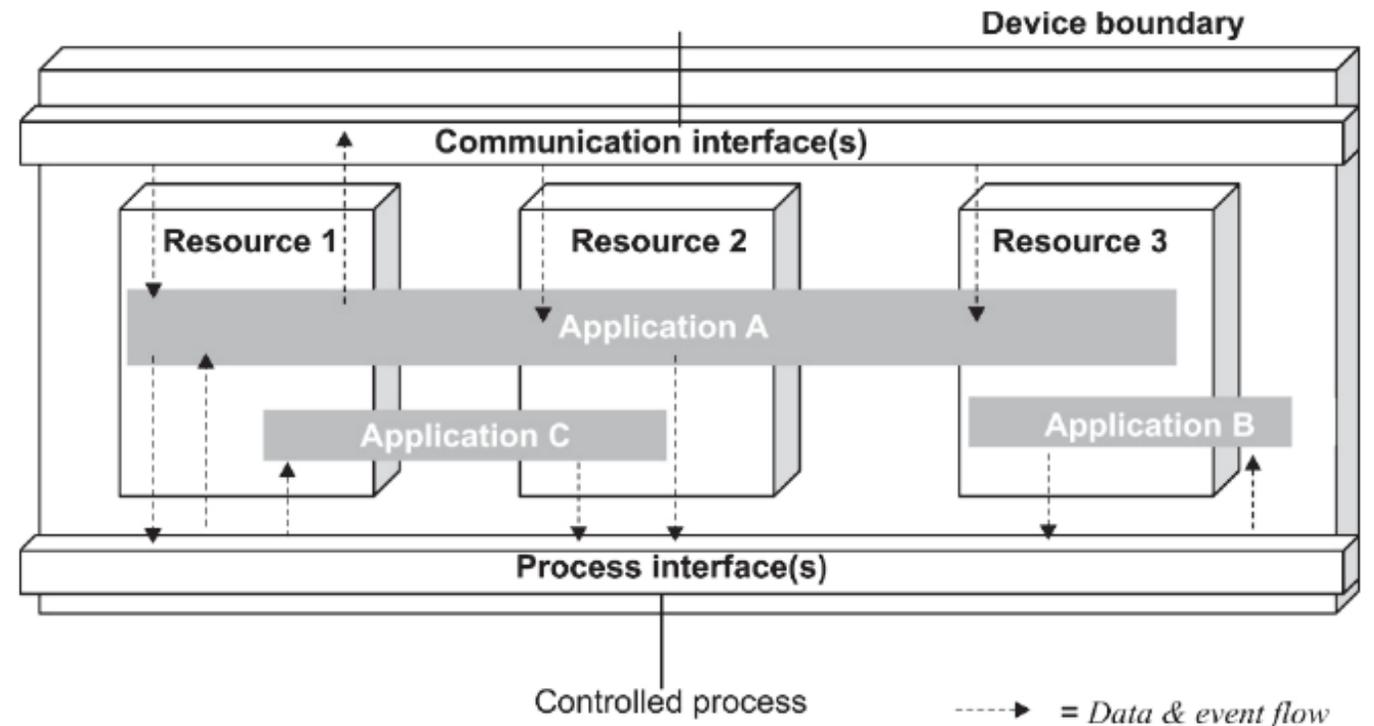 Device boundary
Communication interface(s)
Resource 1
Resource 2
Resource 3
Application A
Application C
Application B
Process interface(s)
Controlled process
= Data & event flow